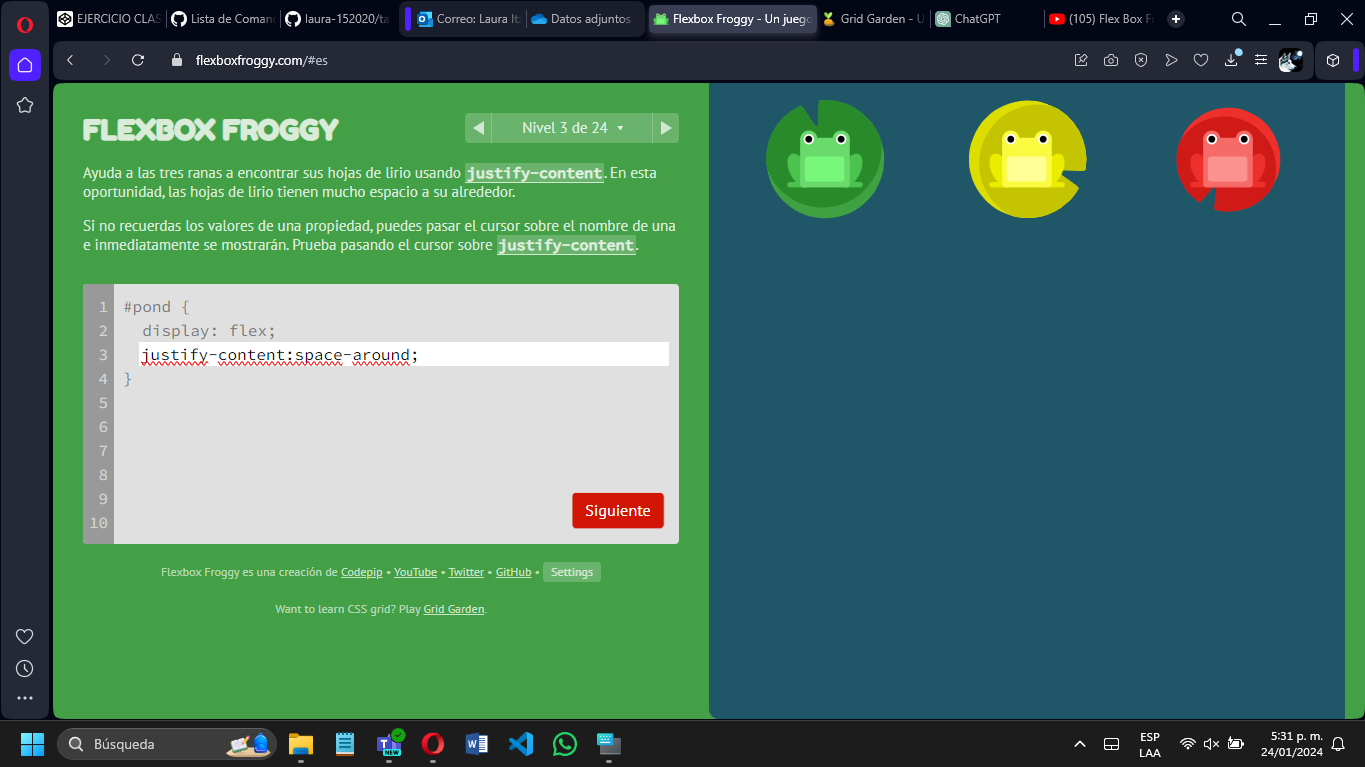 EJERCICIO CLAS
Lista de Coman
laura-152020/ta
Correo: Laura It
Datos adjuntos
Flexbox Froggy - Un juego
Grid Garden - U
ChatGPT
(105) Flex Box F
flexboxfroggy.com/#es
FLEXBOX FROGGY
Nivel 3 de 24
Ayuda a las tres ranas a encontrar sus hojas de lirio usando justify-content. En esta
oportunidad, las hojas de lirio tienen mucho espacio a su alrededor.
Si no recuerdas los valores de una propiedad, puedes pasar el cursor sobre el nombre de una
e inmediatamente se mostrarán. Prueba pasando el cursor sobre justify-content.
1 #pond {
2 display: flex;
3 justify-content:space-around;
4 }
5
6
7
8
9
10
Siguiente
Flexbox Froggy es una creación de Codepip • YouTube • Twitter • GitHub • Settings
Want to learn CSS grid? Play Grid Garden.
Búsqueda
NEW
ESP
LAA
5:31 p. m.
24/01/2024